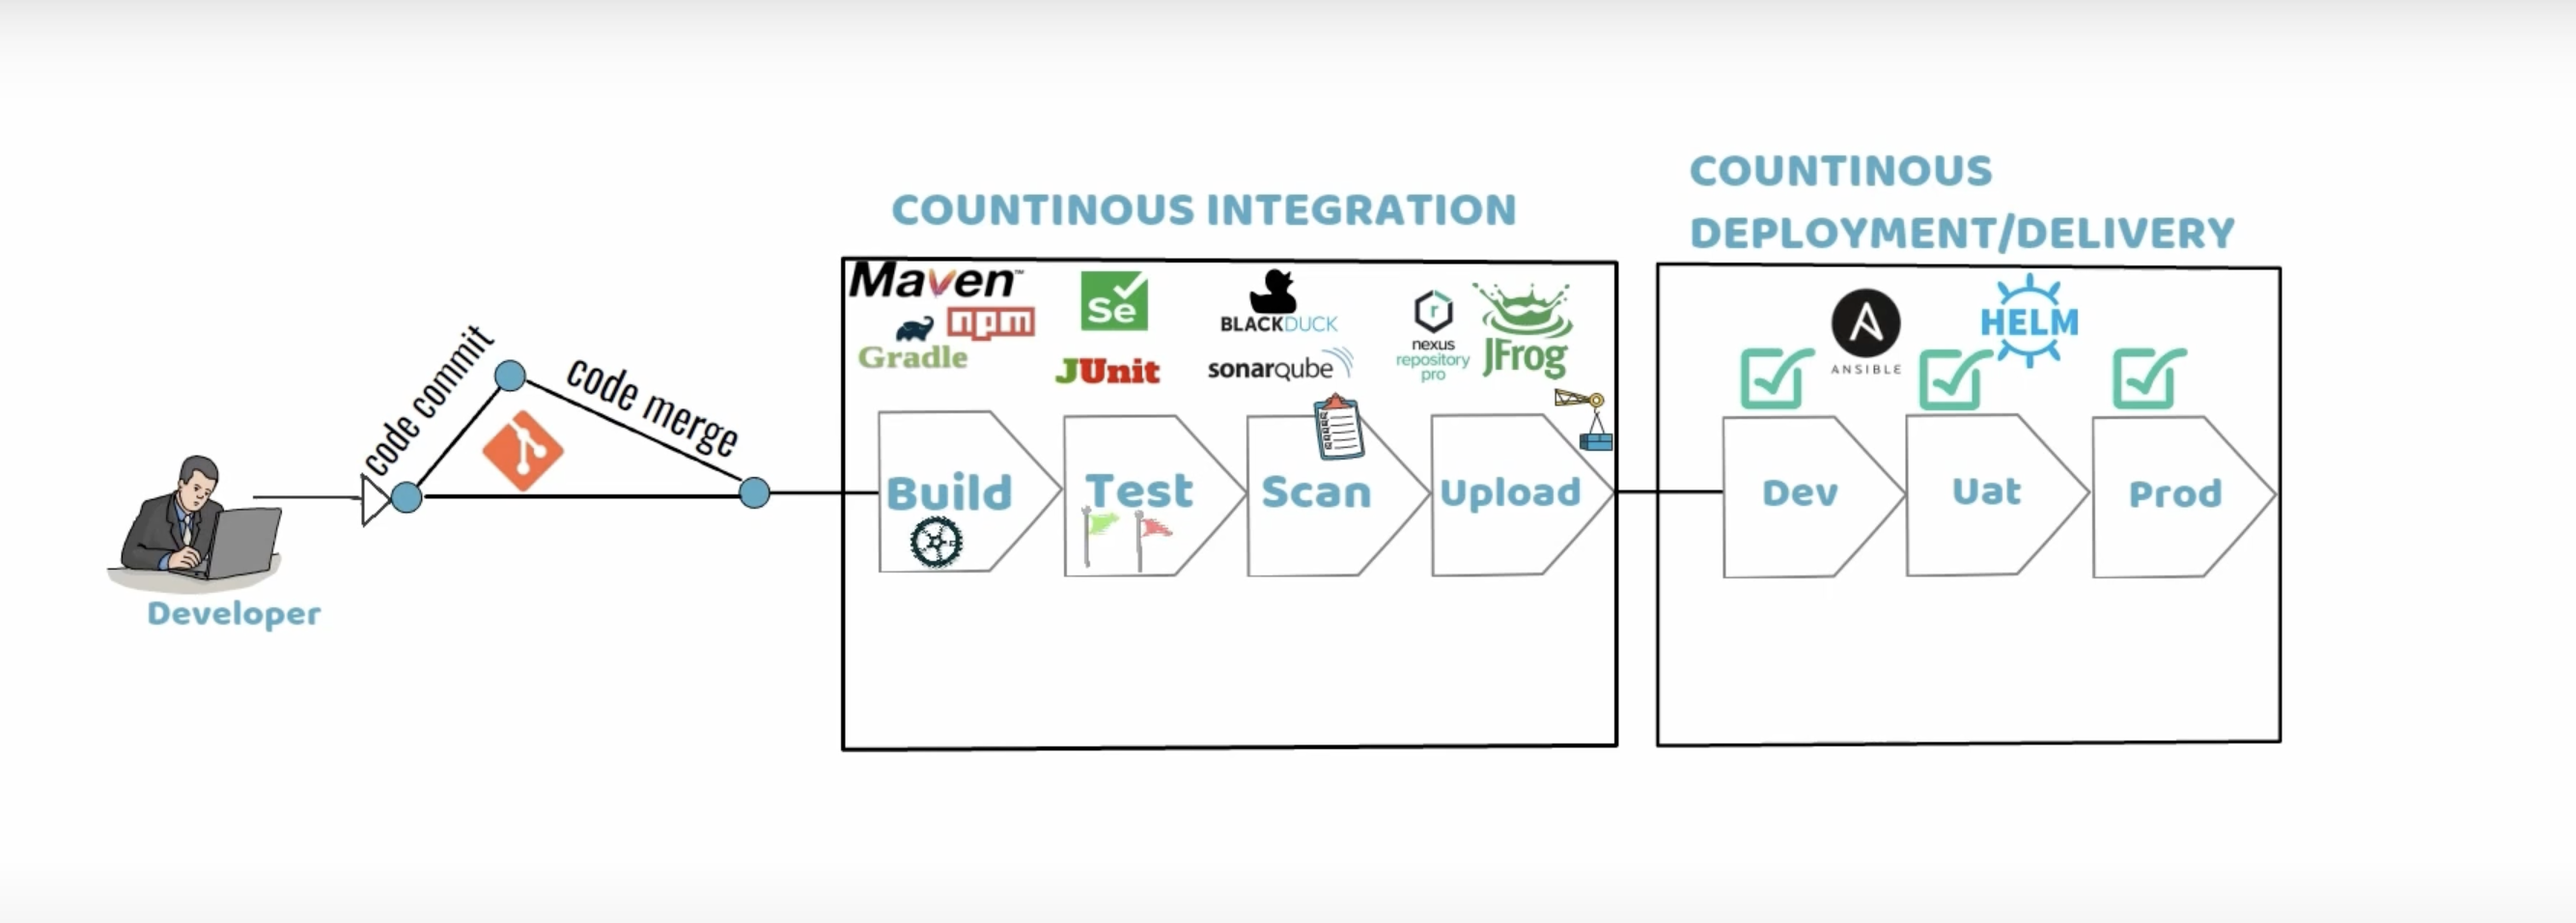 COUNTINOUS INTEGRATION
COUNTINOUS
DEPLOYMENT/DELIVERY
Maven™
npm
Gradle
Se
JUnit
BLACKDUCK
sonarqube
r
nexus
repository
pro
JFrog
A
ANSIBLE
HELM
code commit
code merge
Developer
Build
Test
Scan
Upload
Dev
Uat
Prod